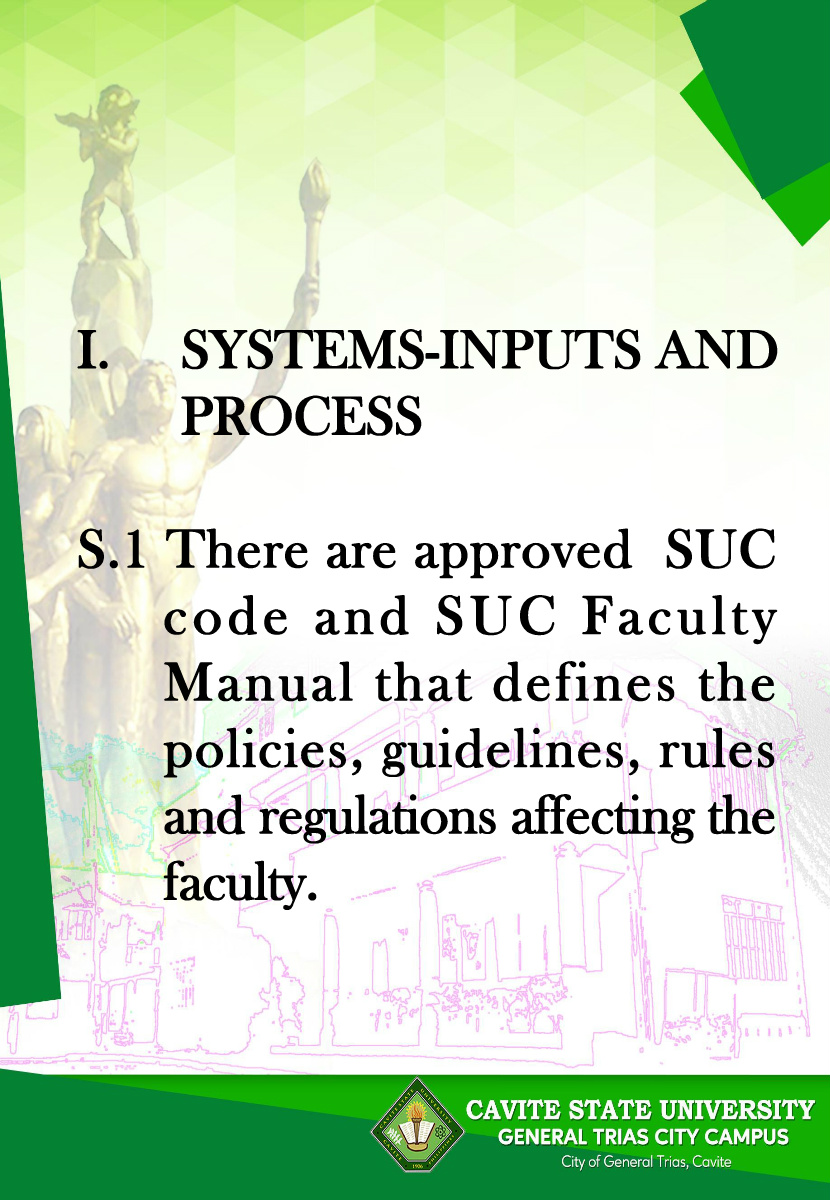 I. SYSTEMS-INPUTS AND
PROCESS
S.1 There are approved SUC
code and SUC Faculty
Manual that defines the
policies, guidelines, rules
and regulations affecting the
faculty.
CAVITE STATE UNIVERSITY
GENERAL TRIAS CITY CAMPUS
City of General Trias, Cavite
1906